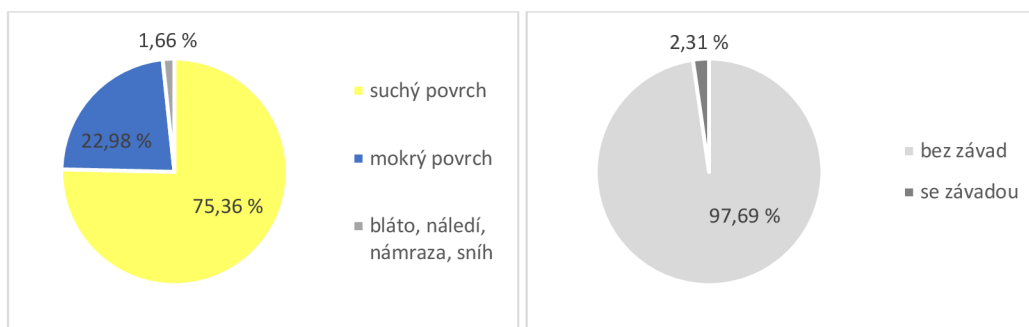 1,66 %
22,98 %
75,36 %
suchý povrch
mokrý povrch
bláto, náledí,
námraza, sníh
2,31 %
97,69 %
bez závad
se závadou